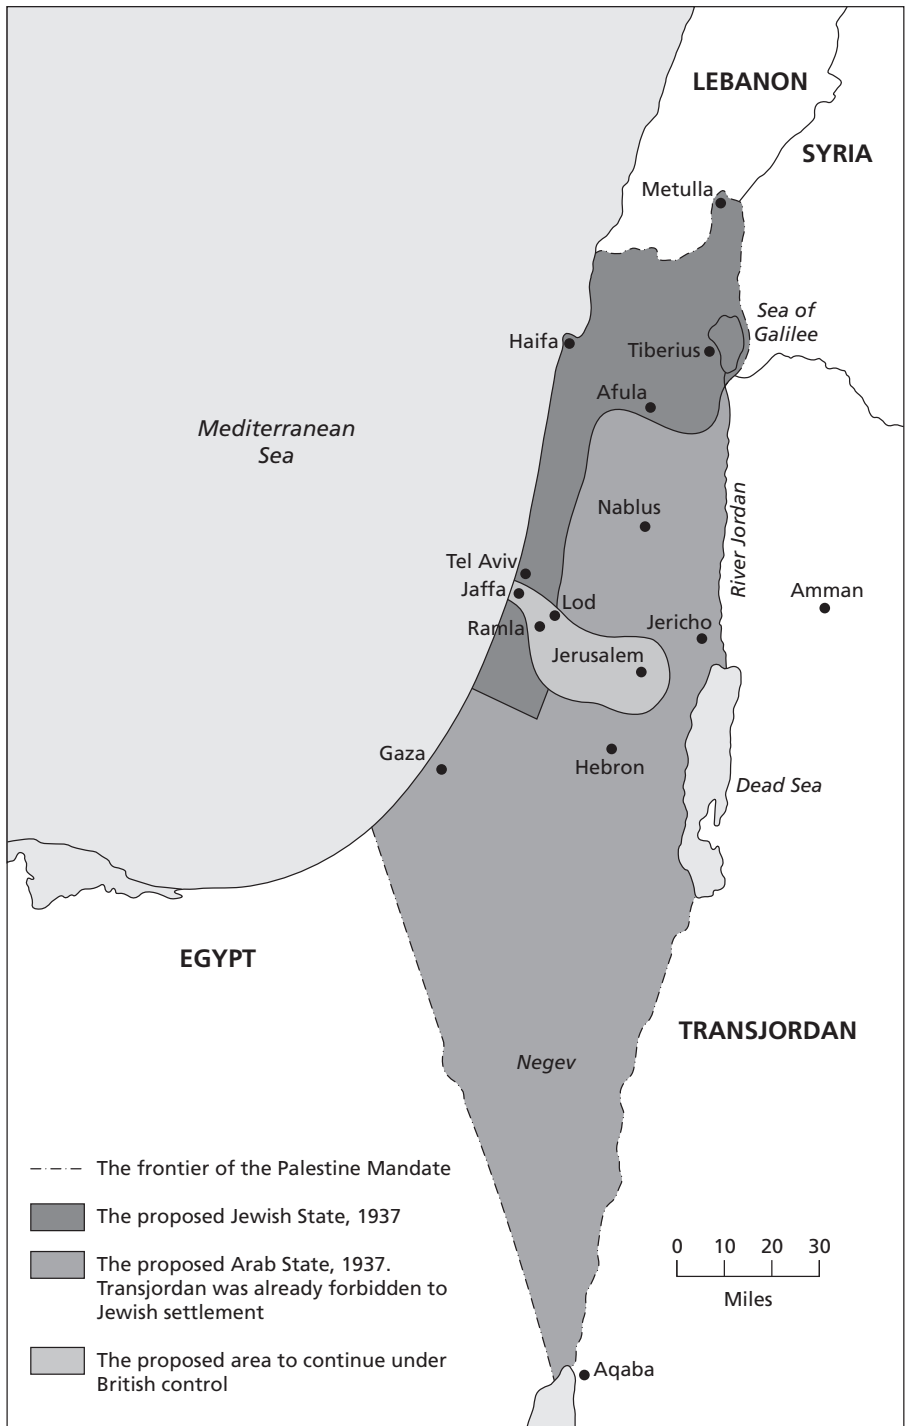 LEBANON
SYRIA
Metulla
Sea of
Galilee
Haifa
Tiberius
Afula
Mediterranean
Sea
Nablus
River Jordan
Tel Aviv
Jaffa
Lod
Amman
Ramla
Jericho
Jerusalem
Gaza
Hebron
Dead Sea
EGYPT
TRANSJORDAN
Negev
The frontier of the Palestine Mandate
The proposed Jewish State, 1937
The proposed Arab State, 1937.
Transjordan was already forbidden to
Jewish settlement
The proposed area to continue under
British control
0 10 20 30
Miles
Aqaba